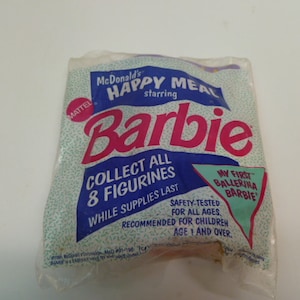 McDonald's
HAPPY MEAL
starring
MATTEL
Barbie
COLLECT ALL
8 FIGURINES
WHILE SUPPLIES LAST
MY FIRST
BALLERINA
BARBIE
SAFETY-TESTED
FOR ALL AGES.
RECOMMENDED FOR CHILDREN
AGE 1 AND OVER.